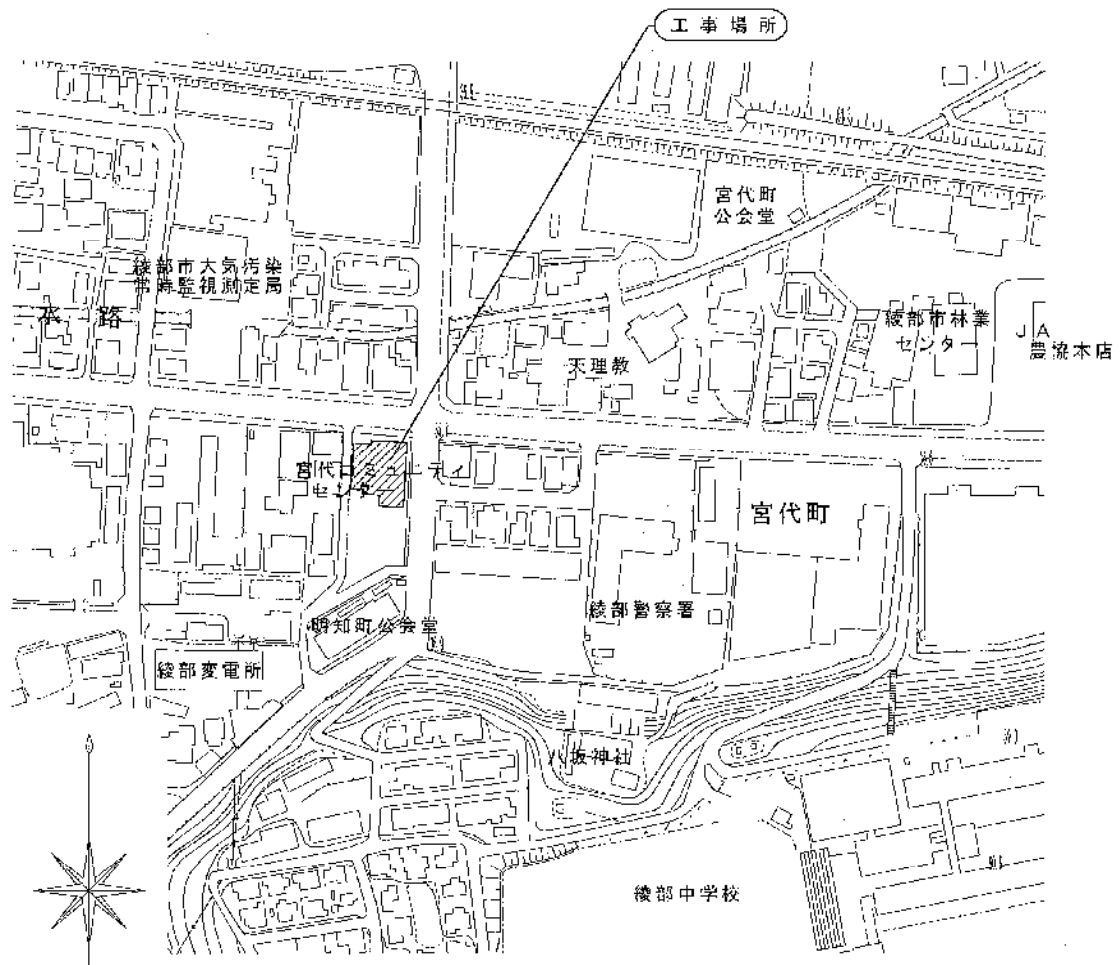 工事場所
宮代町
公会堂
綾部市大気汚染
常時監視測定局
水路
綾部市林業
センター
JA
農協本店
天理教
宮代コミュニティ
センター
宮代町
綾部警察署
明知町公会堂
綾部変電所
八坂神社
綾部中学校